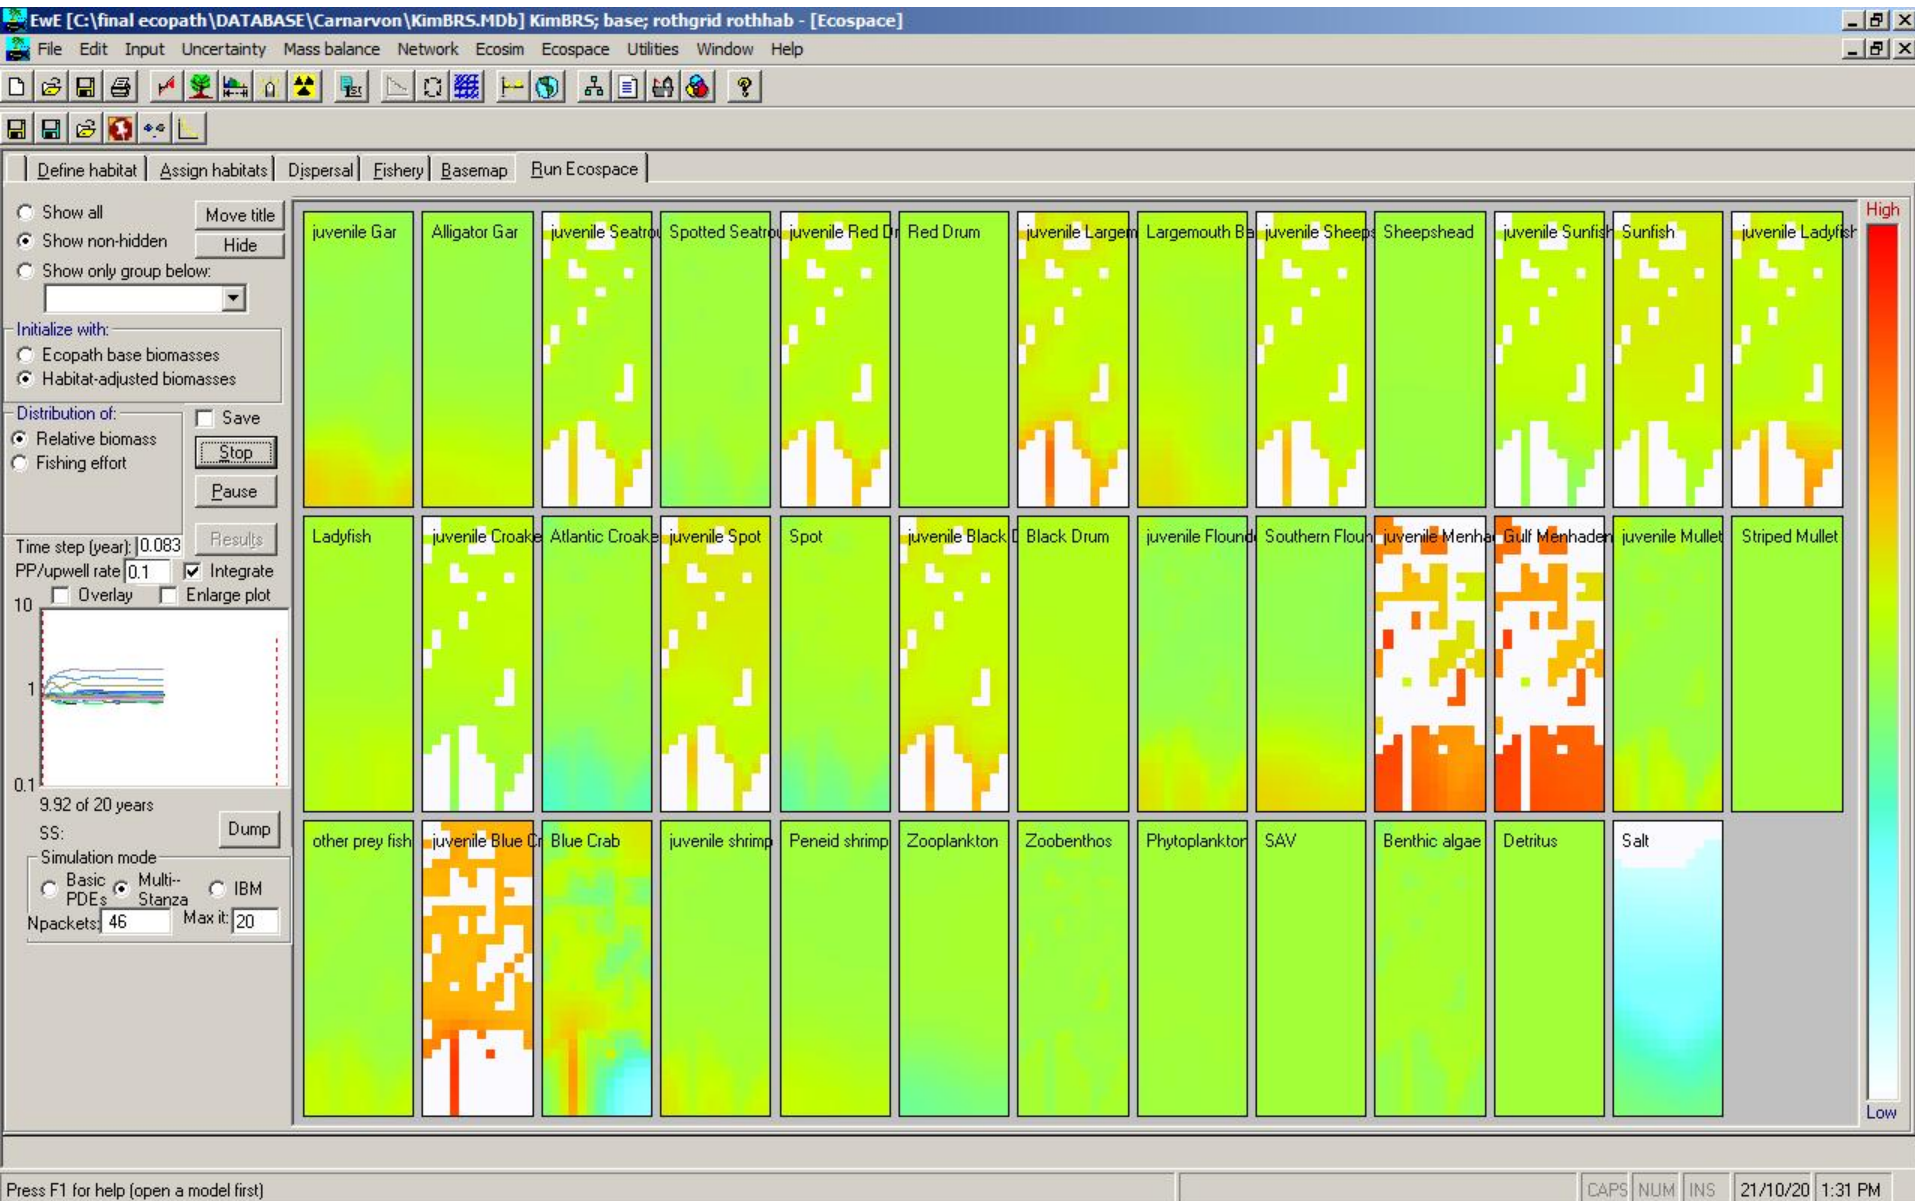 EwE [C:\final ecopath\DATABASE\Carnarvon\KimBRS.MDb] KimBRS; base; rothgrid rothhab - [Ecospace]
File Edit Input Uncertainty Mass balance Network Ecosim Ecospace Utilities Window Help
Define habitat Assign habitats Dispersal Fishery Basemap Run Ecospace
Show all Move title
Show non-hidden Hide
Show only group below:
Initialize with:
Ecopath base biomasses
Habitat-adjusted biomasses
Distribution of: Save
Relative biomass
Stop
Fishing effort
Pause
Time step (year): 0.083 Results
PP/upwell rate 0.1 Integrate
Overlay Enlarge plot
10
1
0.1
9.92 of 20 years
SS: Dump
Simulation mode
Basic PDEs Multi-- Stanza IBM
Npackets: 46 Max it: 20
High
juvenile Gar Alligator Gar juvenile Seatrou Spotted Seatrou juvenile Red Dr Red Drum juvenile Largem Largemouth Ba juvenile Sheeps Sheepshead juvenile Sunfish Sunfish juvenile Ladyfish
Ladyfish juvenile Croake Atlantic Croake juvenile Spot Spot juvenile Black D Black Drum juvenile Flounde Southern Floun juvenile Menha Gulf Menhaden juvenile Mullet Striped Mullet
other prey fish juvenile Blue Cr Blue Crab juvenile shrimp Peneid shrimp Zooplankton Zoobenthos Phytoplankton SAV Benthic algae Detritus Salt
Low
Press F1 for help (open a model first) CAPS NUM INS 21/10/20 1:31 PM